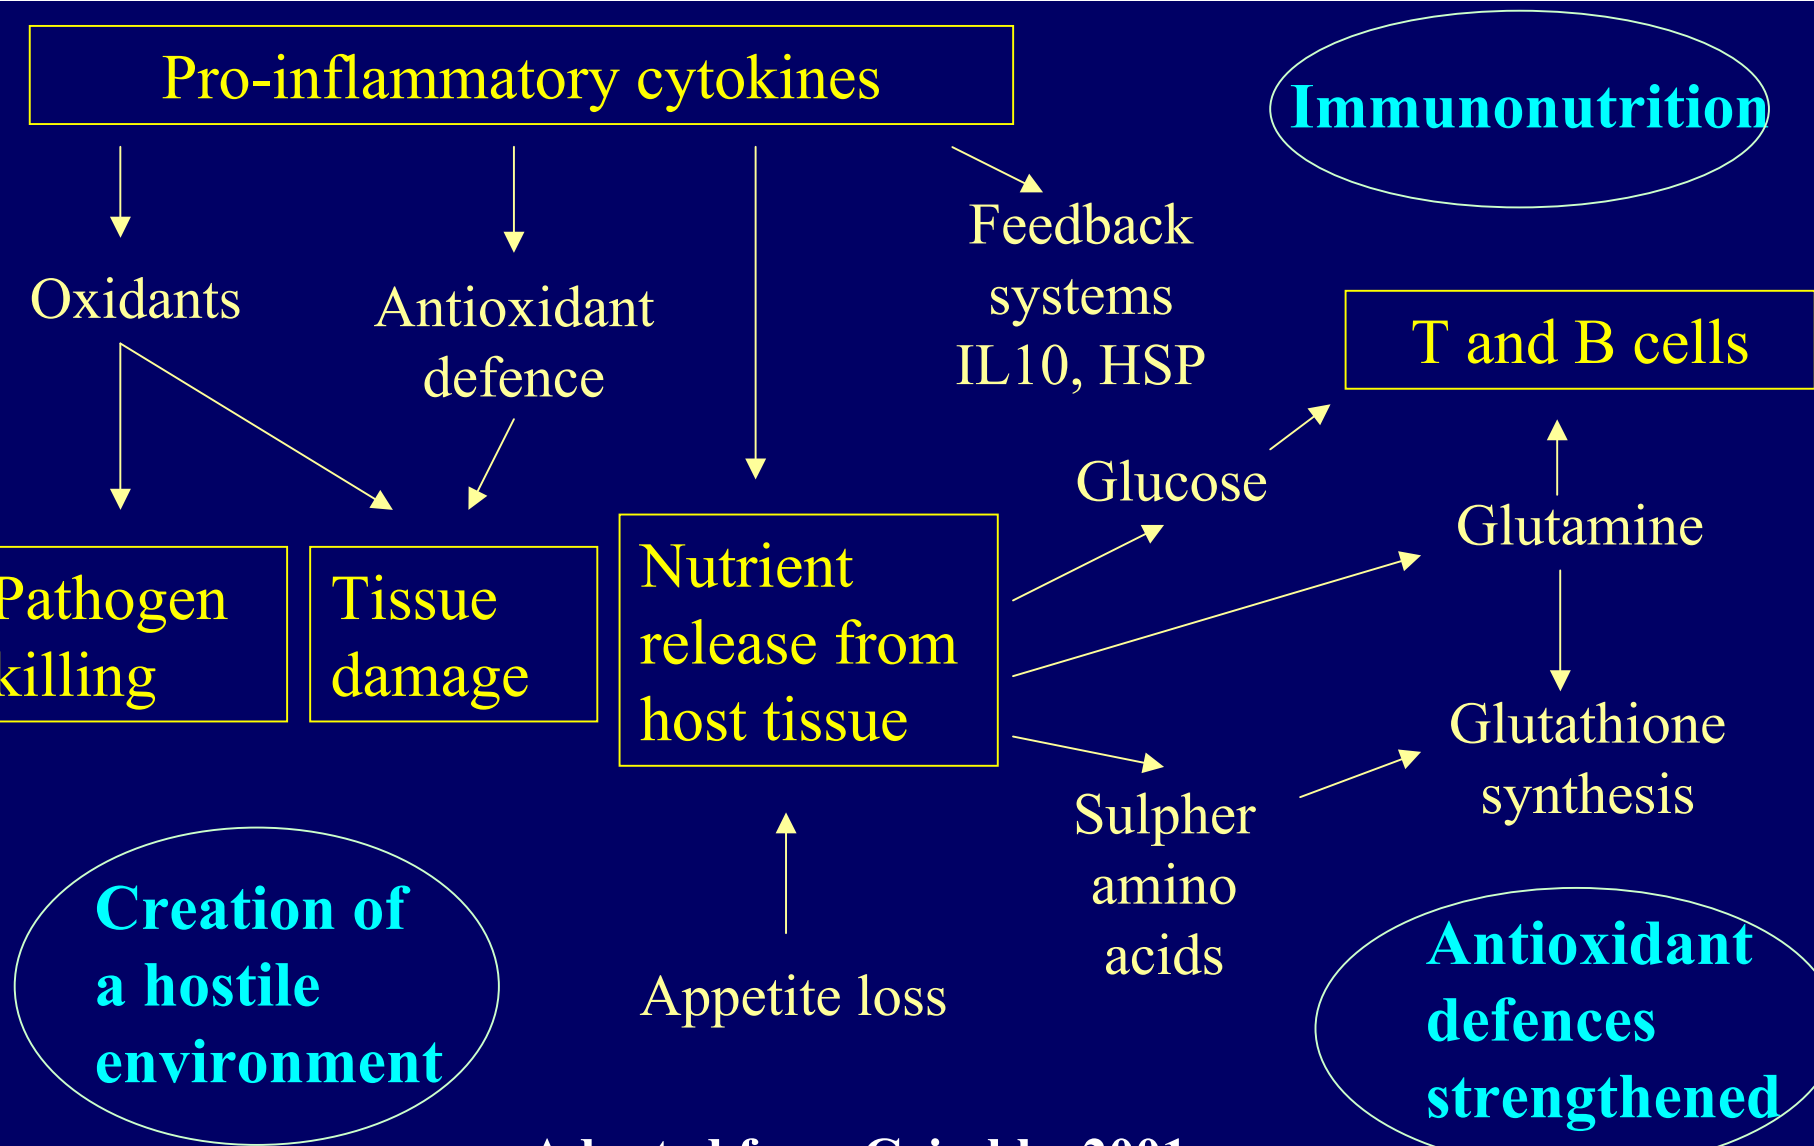 Pro-inflammatory cytokines
Immunonutrition
Feedback
systems
IL10, HSP
Oxidants
Antioxidant
defence
T and B cells
Glucose
Glutamine
Pathogen
killing
Tissue
damage
Nutrient
release from
host tissue
Glutathione
synthesis
Sulpher
amino
acids
Creation of
a hostile
environment
Appetite loss
Antioxidant
defences
strengthened
2001